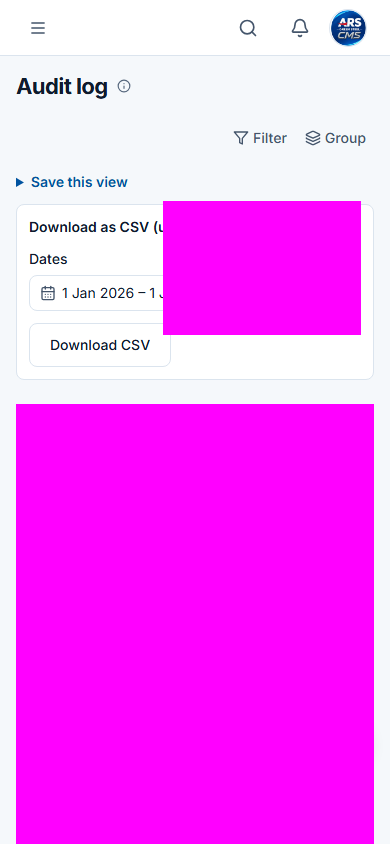 ARS
CMS
Audit log
Filter
Group
Save this view
Download as CSV
Dates
1 Jan 2026 – 1
Download CSV